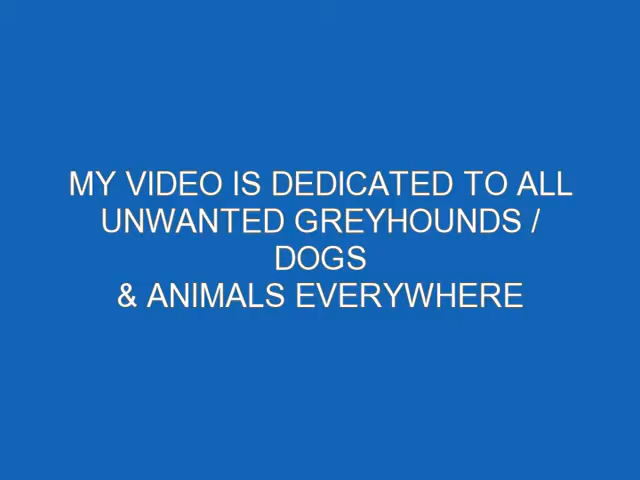 MY VIDEO IS DEDICATED TO ALL
UNWANTED GREYHOUNDS /
DOGS
& ANIMALS EVERYWHERE